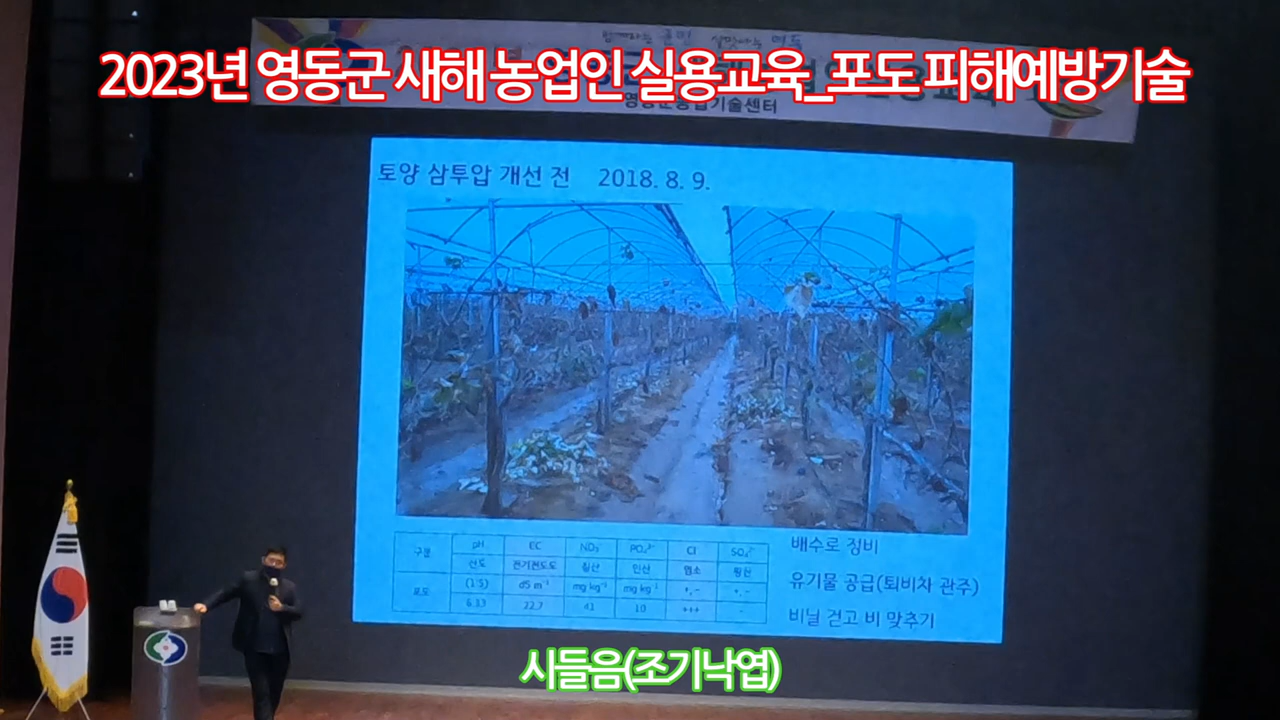 2023년 영동군 새해 농업인 실용교육_포도 피해예방기술
영동군농업기술센터
토양 삼투압 개선 전 2018. 8. 9.
구분 pH EC NO₃ PO₄²⁻ Cl SO₄²⁻
산도 전기전도도 질산 인산 염소 황산
포도 (1:5) dS m⁻¹ mg kg⁻¹ mg kg⁻¹ +, - +, -
6.33 22.7 41 10 +++ -
배수로 정비
유기물 공급(퇴비차 관주)
비닐 걷고 비 맞추기
시들음(조기낙엽)